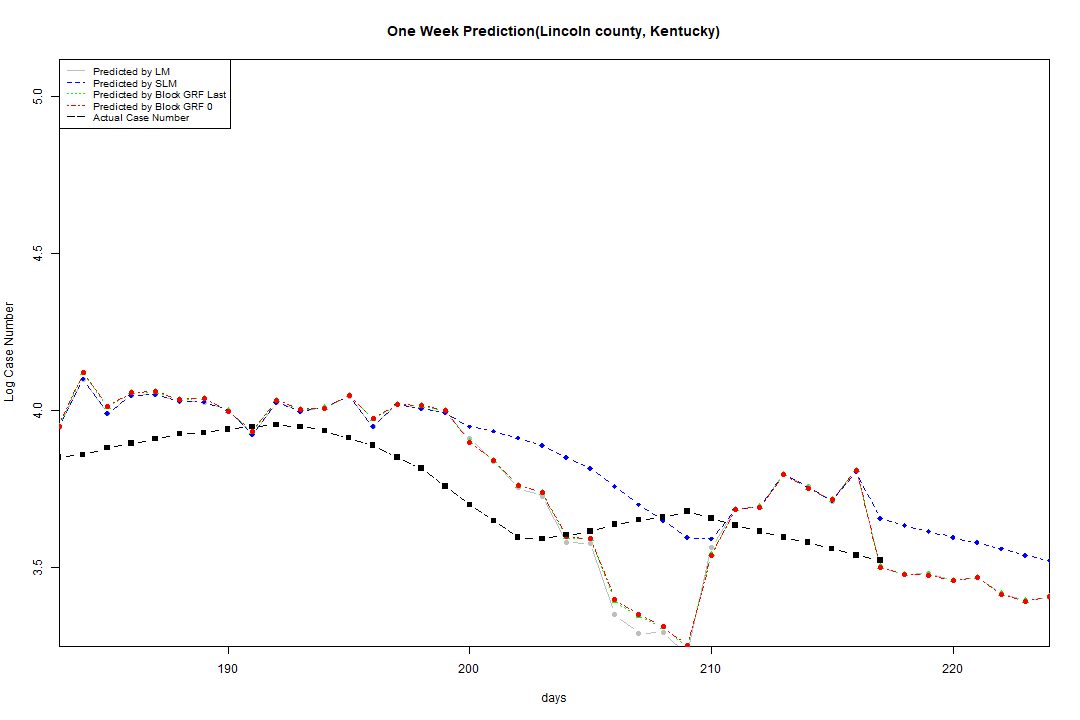 One Week Prediction(Lincoln county, Kentucky)
Predicted by LM
Predicted by SLM
Predicted by Block GRF Last
Predicted by Block GRF 0
Actual Case Number
5.0
4.5
4.0
3.5
Log Case Number
190 200 210 220
days